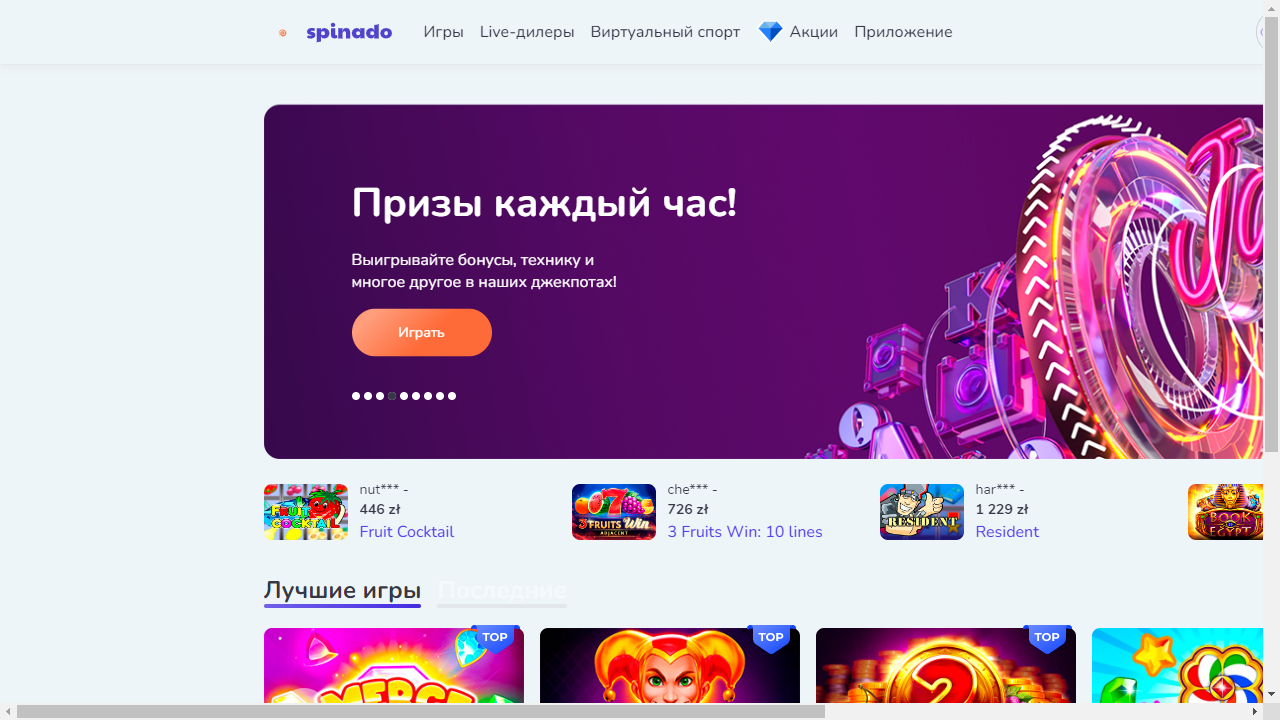 spinado
Игры
Live-дилеры
Виртуальный спорт
Акции
Приложение
Призы каждый час!
Выигрывайте бонусы, технику и
многое другое в наших джекпотах!
Играть
FRUIT
COCKTAIL
nut*** -
446 zł
Fruit Cocktail
3 FRUITS WIN
ADJACENT
che*** -
726 zł
3 Fruits Win: 10 lines
RESIDENT
har*** -
1 229 zł
Resident
BOOK
OF
EGYPT
Лучшие игры
Последние
TOP
TOP
TOP